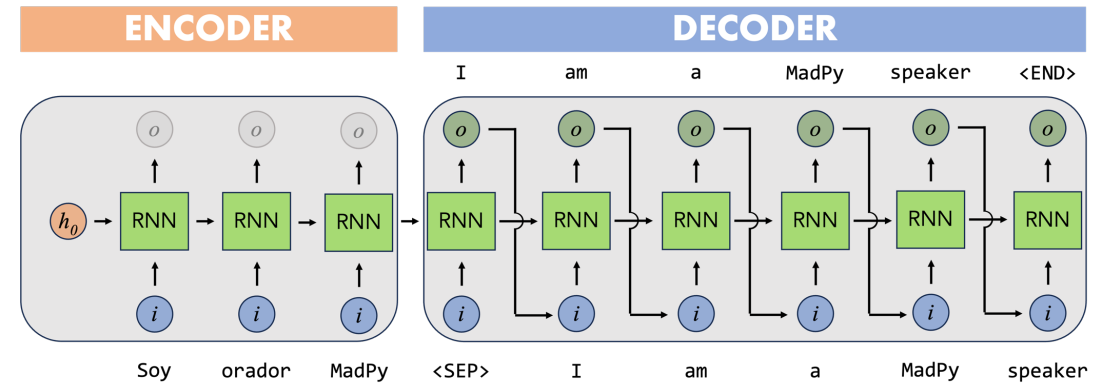 ENCODER DECODER
I am a MadPy speaker <END>
o o o o o o o o o
h0 RNN RNN RNN RNN RNN RNN RNN RNN RNN
i i i i i i i i i
Soy orador MadPy <SEP> I am a MadPy speaker